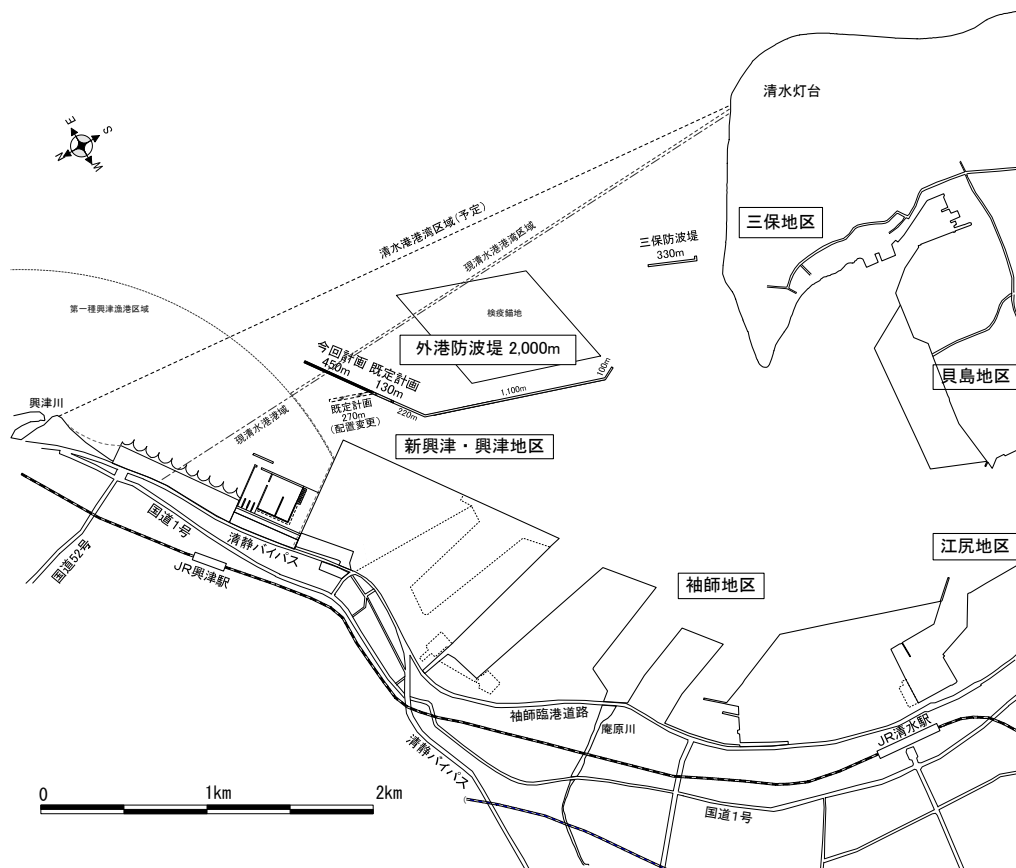 清水灯台
E
S
N
W
三保地区
清水港港湾区域(予定)
現清水港港湾区域
三保防波堤
330m
第一種興津漁港区域
検疫錨地
外港防波堤 2,000m
今回計画 既定計画
450m
130m
100m
1,100m
220m
貝島地区
既定計画
270m
(配置変更)
興津川
現清水港港域
新興津・興津地区
国道1号
清静バイパス
国道52号
JR興津駅
江尻地区
袖師地区
袖師臨港道路
庵原川
JR清水駅
清静バイパス
国道1号
0
1km
2km